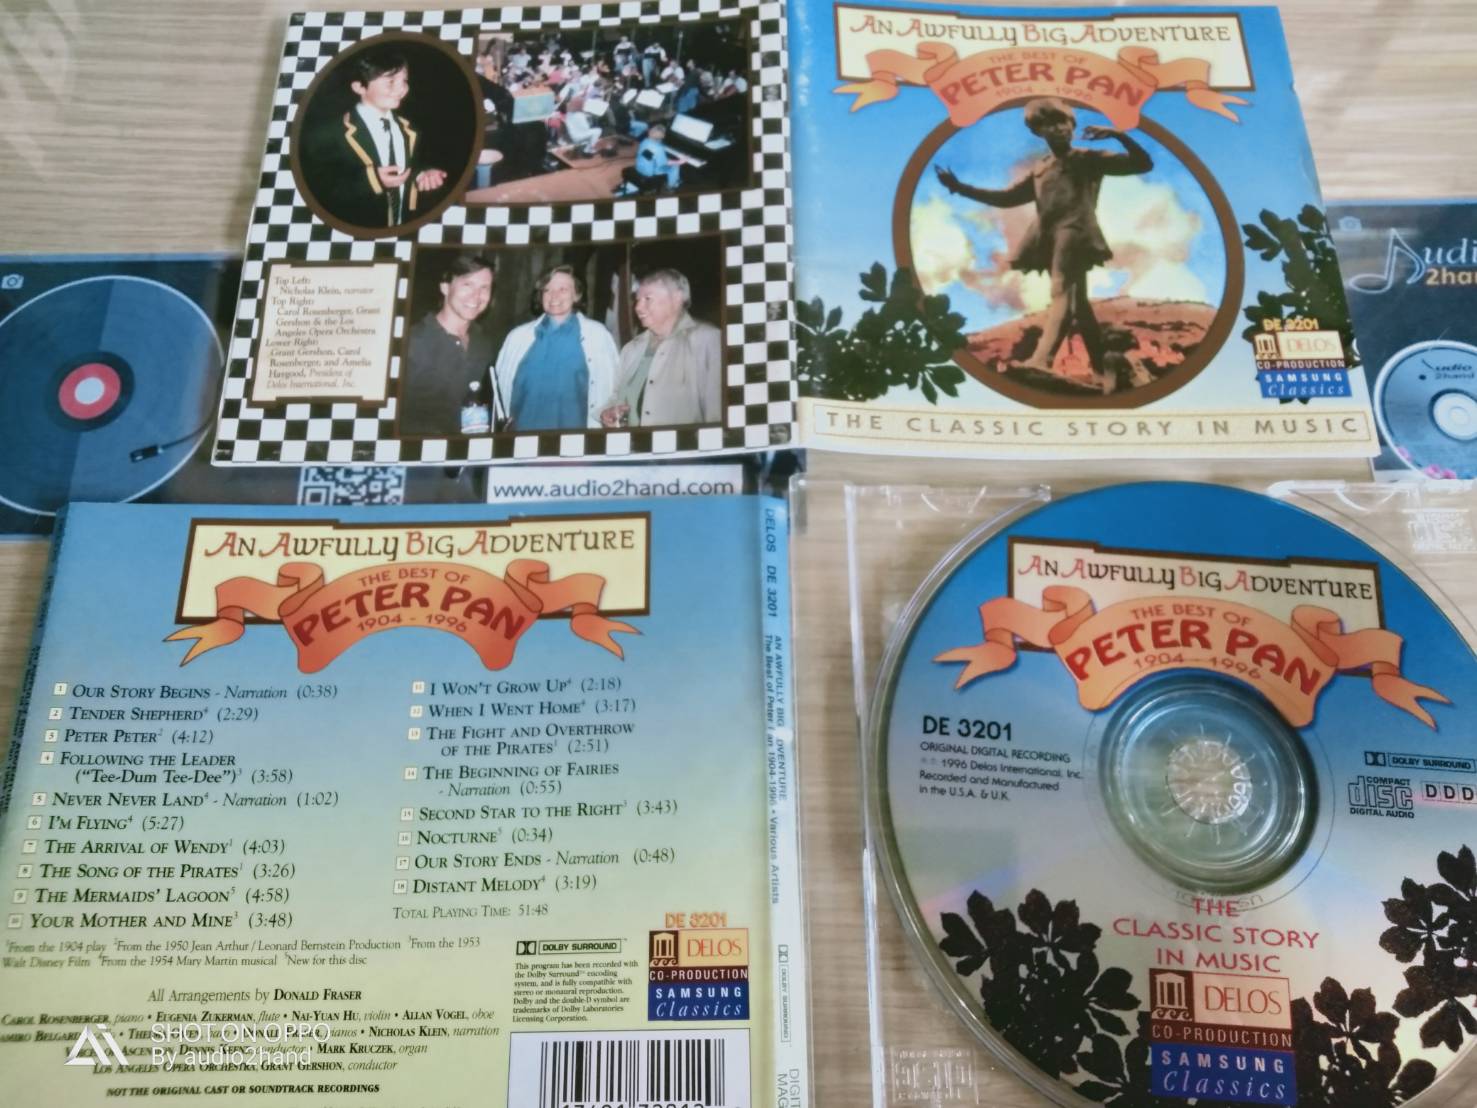 Top Left:
Nicholas Klein, narrator
Top Right:
Carol Rosenberger, Grant
Gershon & the Los
Angeles Opera Orchestra
Lower Right:
Grant Gershon, Carol
Rosenberger, and Amelia
Haygood, President of
Delos International, Inc.
AN AWFULLY BIG ADVENTURE
THE BEST OF
PETER PAN
1904 - 1996
DE 3201
DELOS
CO-PRODUCTION
SAMSUNG
Classics
THE CLASSIC STORY IN MUSIC
Audio
2hand
www.audio2hand.com
AN AWFULLY BIG ADVENTURE
THE BEST OF
PETER PAN
1904 - 1996
1 OUR STORY BEGINS - Narration (0:38)
2 TENDER SHEPHERD⁴ (2:29)
3 PETER PETER² (4:12)
4 FOLLOWING THE LEADER
("TEE-DUM TEE-DEE")³ (3:58)
5 NEVER NEVER LAND⁴ - Narration (1:02)
6 I'M FLYING⁴ (5:27)
7 THE ARRIVAL OF WENDY¹ (4:03)
8 THE SONG OF THE PIRATES¹ (3:26)
9 THE MERMAIDS' LAGOON⁵ (4:58)
10 YOUR MOTHER AND MINE³ (3:48)
11 I WON'T GROW UP⁴ (2:18)
12 WHEN I WENT HOME⁴ (3:17)
13 THE FIGHT AND OVERTHROW
OF THE PIRATES¹ (2:51)
14 THE BEGINNING OF FAIRIES
- Narration (0:55)
15 SECOND STAR TO THE RIGHT³ (3:43)
16 NOCTURNE⁵ (0:34)
17 OUR STORY ENDS - Narration (0:48)
18 DISTANT MELODY⁴ (3:19)
TOTAL PLAYING TIME: 51:48
¹From the 1904 play ²From the 1950 Jean Arthur / Leonard Bernstein Production ³From the 1953
Walt Disney Film ⁴From the 1954 Mary Martin musical ⁵New for this disc
All Arrangements by DONALD FRASER
CAROL ROSENBERGER, piano • EUGENIA ZUKERMAN, flute • NAI-YUAN HU, violin • ALLAN VOGEL, oboe
NICHOLAS KLEIN, narration
MARK KRUCZEK, organ
LOS ANGELES OPERA ORCHESTRA, GRANT GERSHON, conductor
NOT THE ORIGINAL CAST OR SOUNDTRACK RECORDINGS
DOLBY SURROUND
This program has been recorded with
the Dolby Surround™ encoding
system, and is fully compatible with
stereo or monaural reproduction.
Dolby and the double-D symbol are
trademarks of Dolby Laboratories
Licensing Corporation.
DE 3201
DELOS
CO-PRODUCTION
SAMSUNG
Classics
DELOS DE 3201 AN AWFULLY BIG ADVENTURE
The Best of Peter Pan 1904-1996 • Various Artists
DOLBY SURROUND
AN AWFULLY BIG ADVENTURE
THE BEST OF
PETER PAN
1904 - 1996
DE 3201
ORIGINAL DIGITAL RECORDING
℗ © 1996 Delos International, Inc.
Recorded and Manufactured
in the U.S.A. & U.K.
DOLBY SURROUND
COMPACT
disc
DIGITAL AUDIO
DDD
THE
CLASSIC STORY
IN MUSIC
DELOS
CO-PRODUCTION
SAMSUNG
Classics
SHOT ON OPPO
By audio2hand